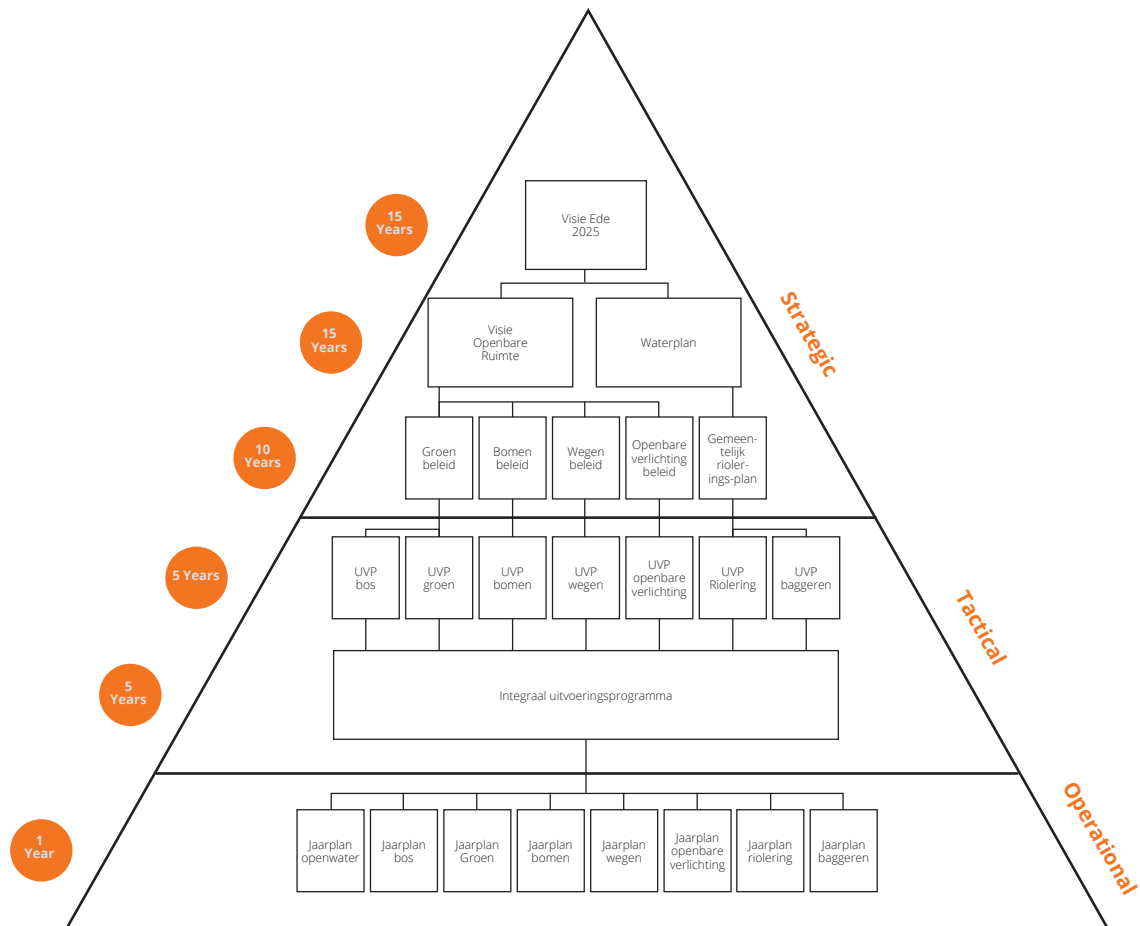 15
Years
Visie Ede
2025
15
Years
Visie
Openbare
Ruimte
Waterplan
Strategic
10
Years
Groen
beleid
Bomen
beleid
Wegen
beleid
Openbare
verlichting
beleid
Gemeen-
telijk
rioler-
ings-plan
5 Years
UVP
bos
UVP
groen
UVP
bomen
UVP
wegen
UVP
openbare
verlichting
UVP
Riolering
UVP
baggeren
Tactical
5
Years
Integraal uitvoeringsprogramma
1
Year
Jaarplan
openwater
Jaarplan
bos
Jaarplan
Groen
Jaarplan
bomen
Jaarplan
wegen
Jaarplan
openbare
verlichting
Jaarplan
riolering
Jaarplan
baggeren
Operational